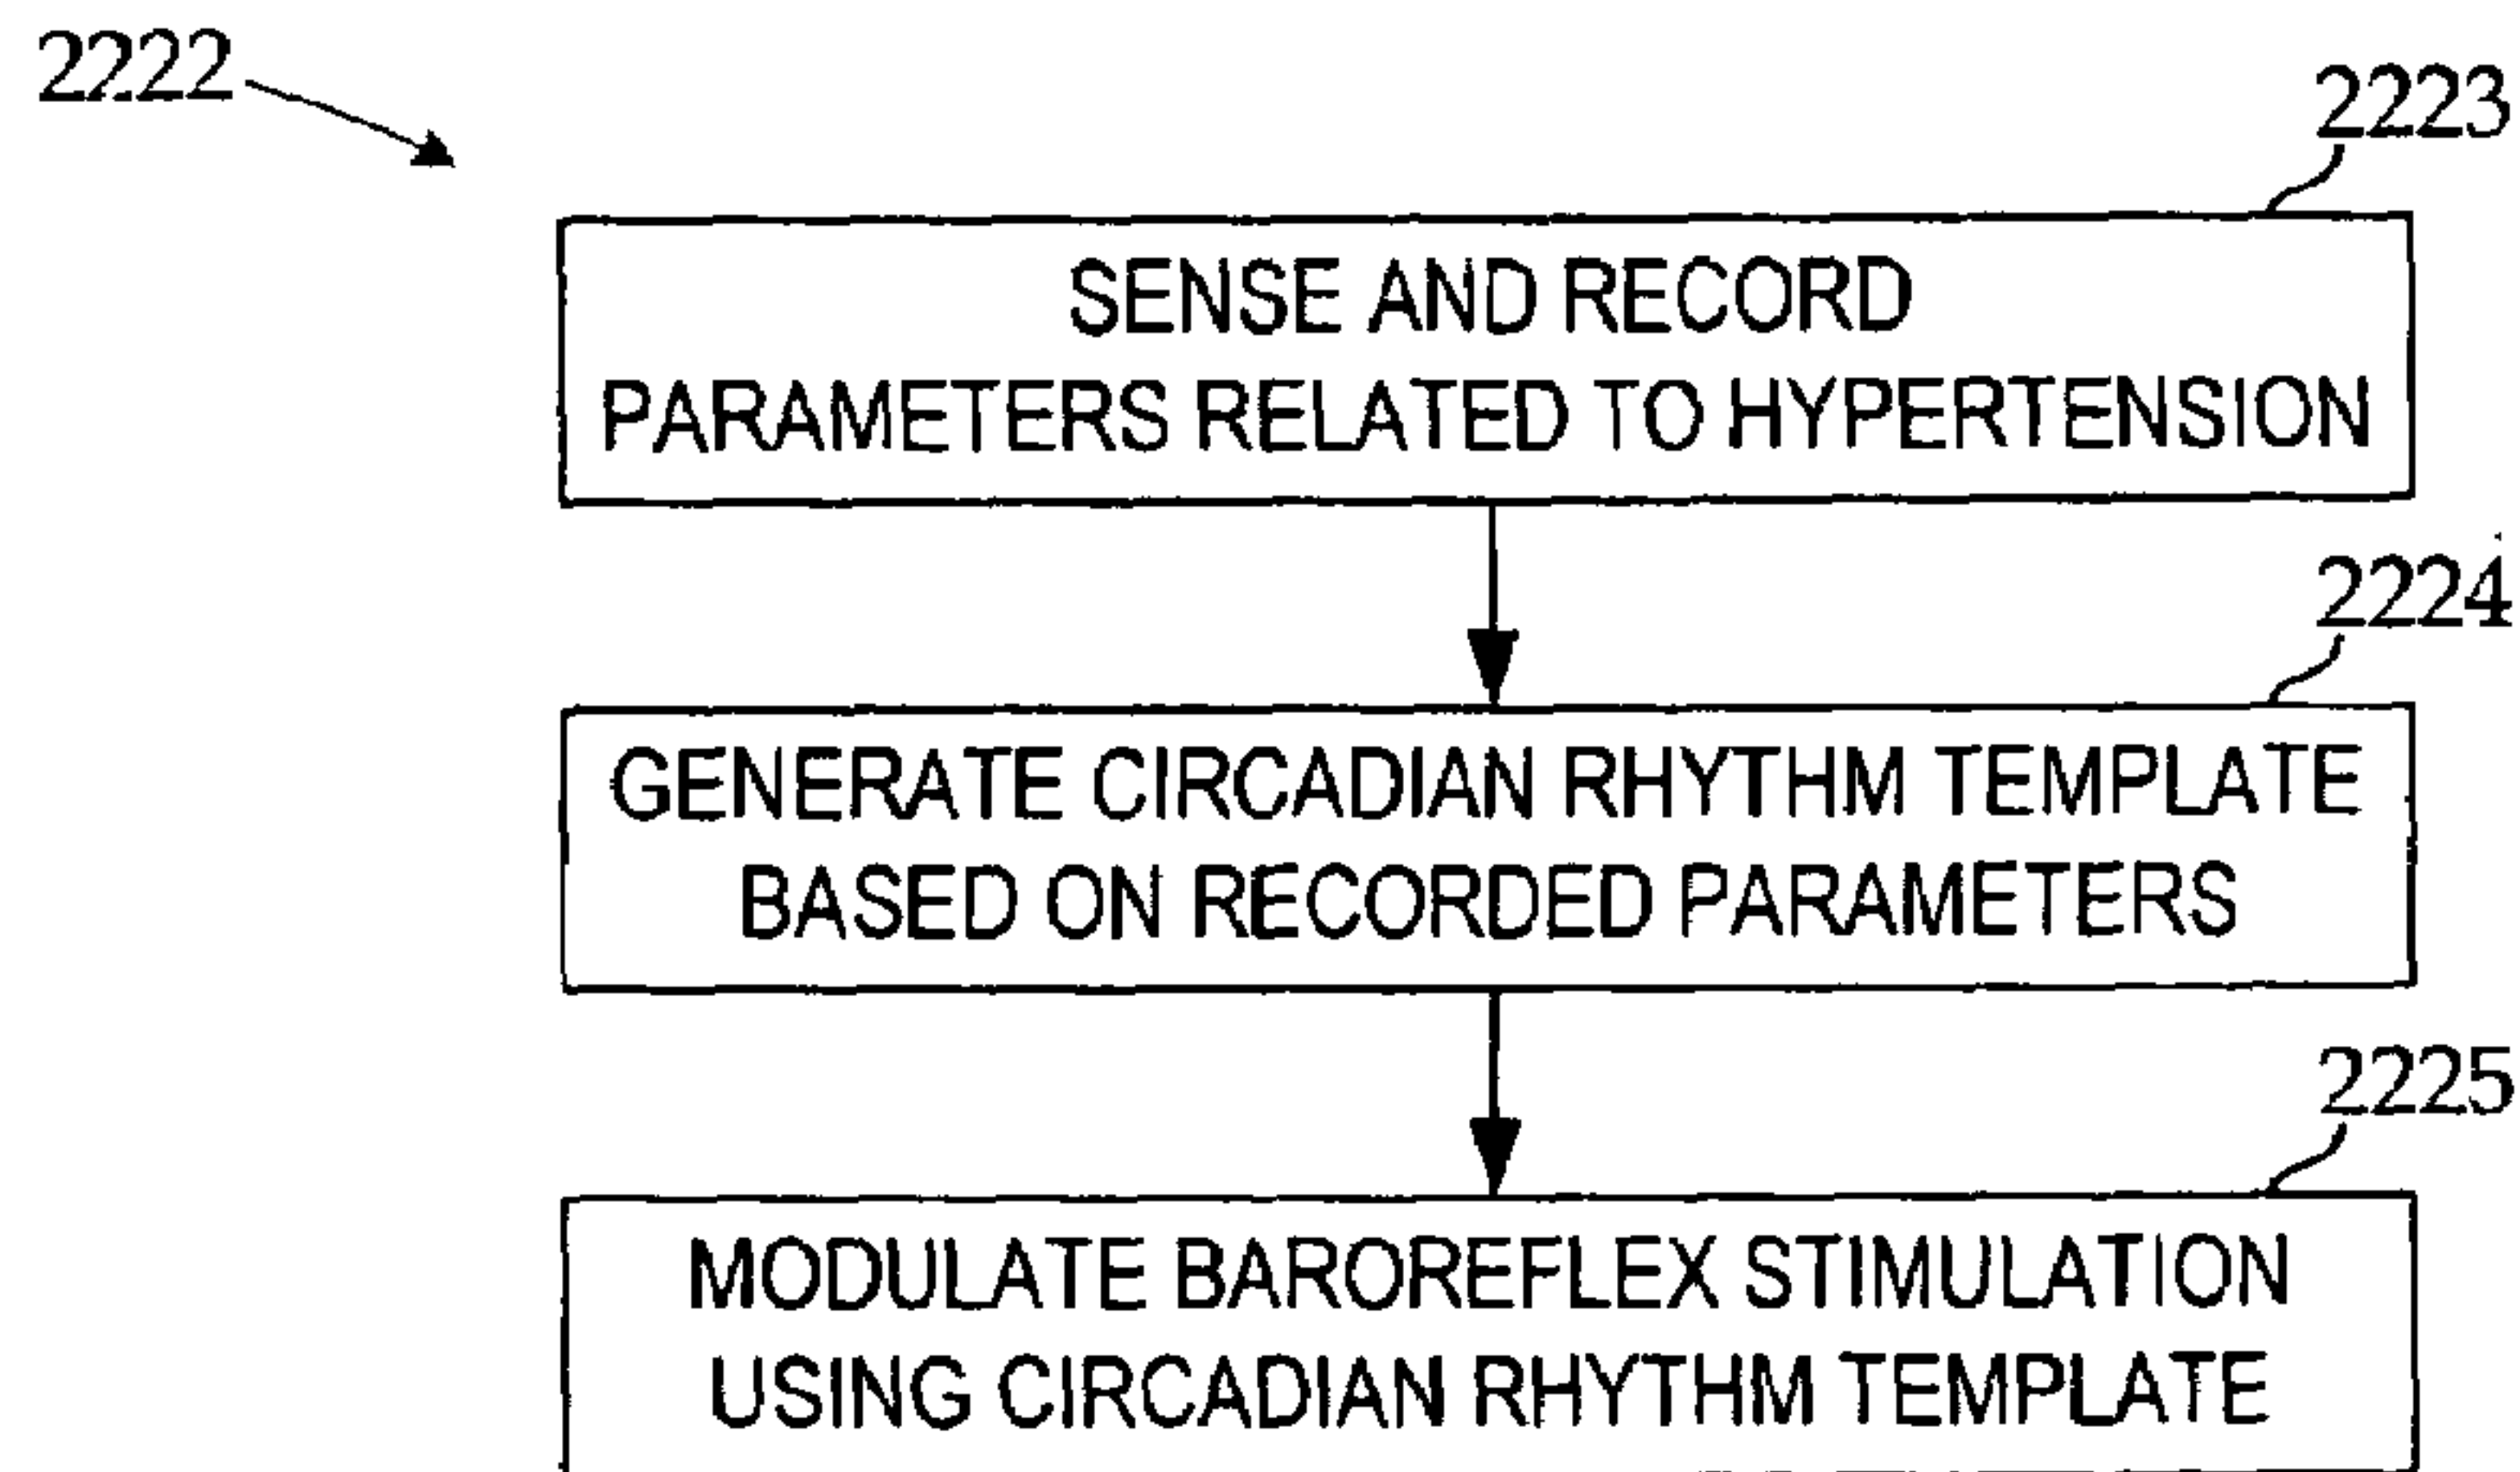 2222
2223
SENSE AND RECORD
PARAMETERS RELATED TO HYPERTENSION
2224
GENERATE CIRCADIAN RHYTHM TEMPLATE
BASED ON RECORDED PARAMETERS
2225
MODULATE BAROREFLEX STIMULATION
USING CIRCADIAN RHYTHM TEMPLATE